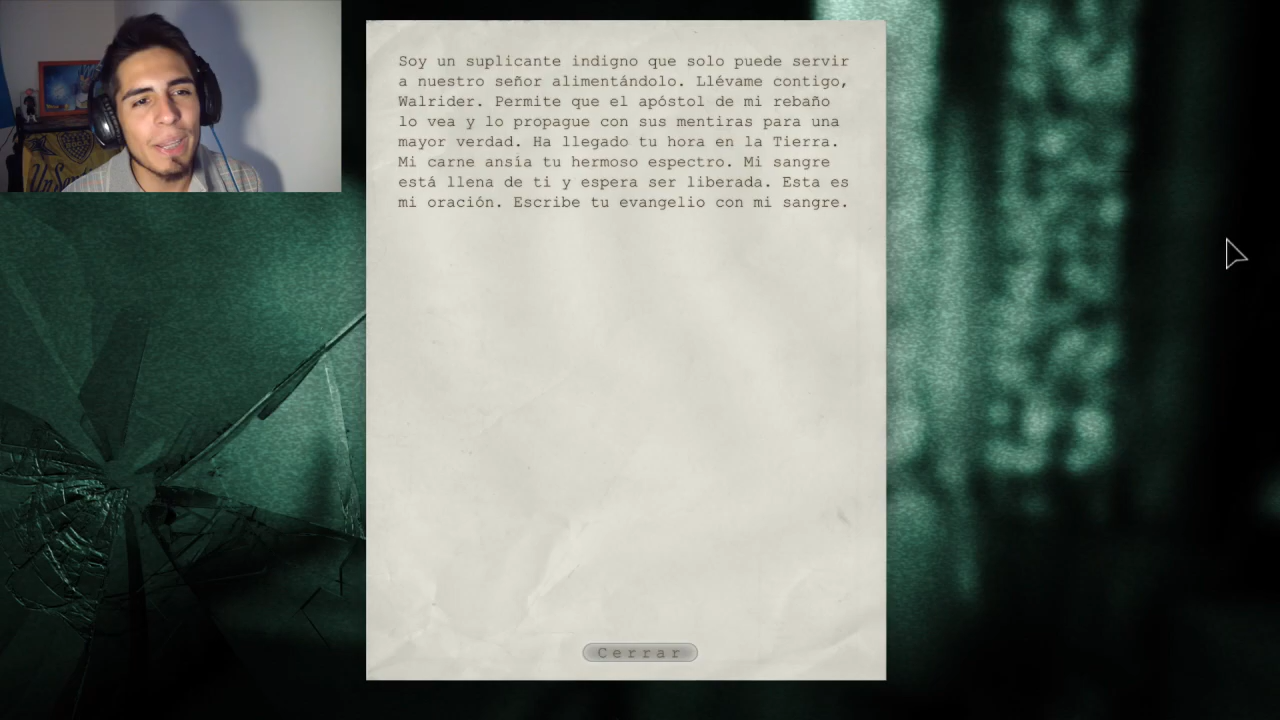 Soy un suplicante indigno que solo puede servir
a nuestro señor alimentándolo. Llévame contigo,
Walrider. Permite que el apóstol de mi rebaño
lo vea y lo propague con sus mentiras para una
mayor verdad. Ha llegado tu hora en la Tierra.
Mi carne ansía tu hermoso espectro. Mi sangre
está llena de ti y espera ser liberada. Esta es
mi oración. Escribe tu evangelio con mi sangre.
Cerrar